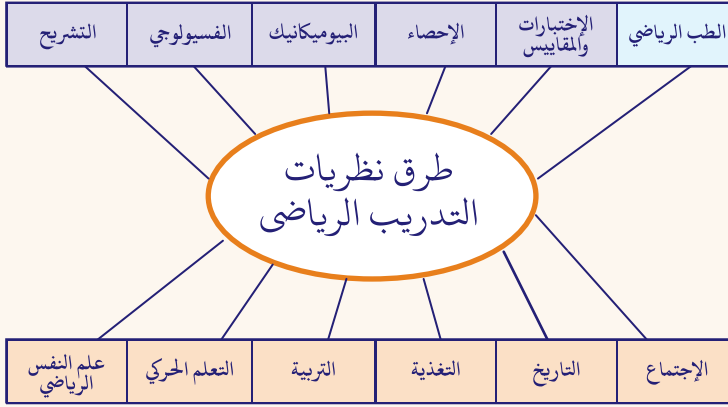 الطب الرياضي
الإختبارات
والمقاييس
الإحصاء
البيوميكانيك
الفسيولوجي
التشريح
طرق نظريات
التدريب الرياضى
الإجتماع
التاريخ
التغذية
التربية
التعلم الحركي
علم النفس
الرياضي